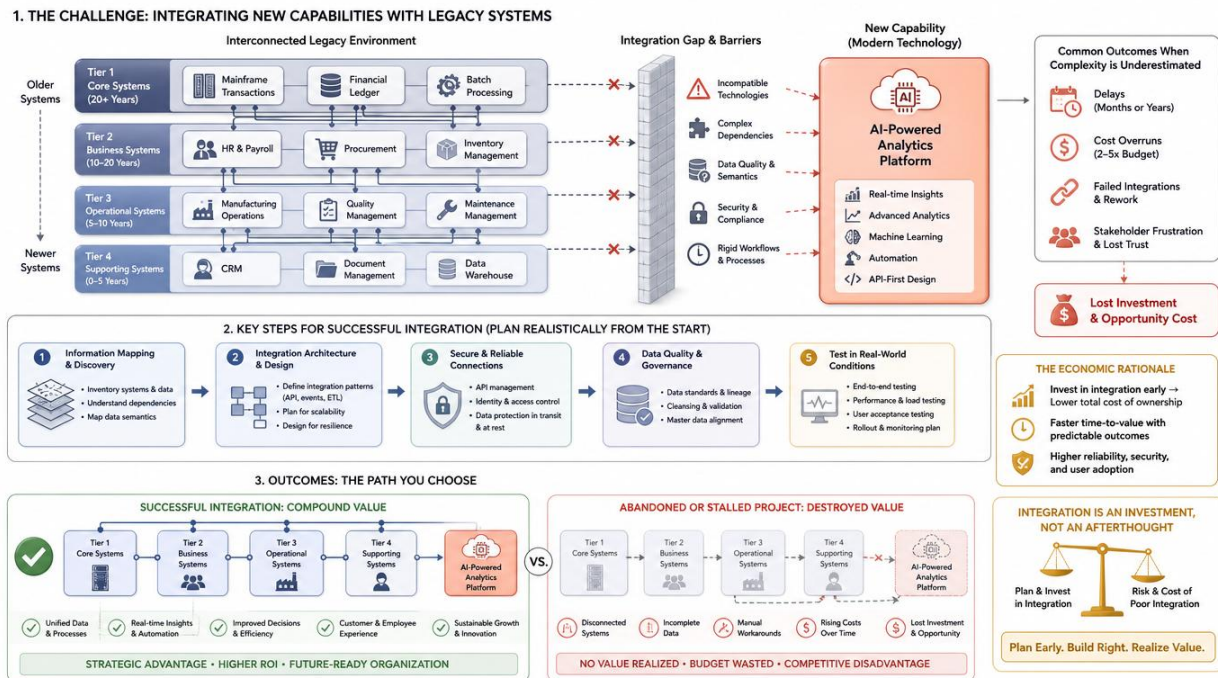 1. THE CHALLENGE: INTEGRATING NEW CAPABILITIES WITH LEGACY SYSTEMS
Interconnected Legacy Environment
Older
Systems
Newer
Systems
Tier 1
Core Systems
(20+ Years)
Mainframe
Transactions
Financial
Ledger
Batch
Processing
Tier 2
Business Systems
(10–20 Years)
HR & Payroll
Procurement
Inventory
Management
Tier 3
Operational Systems
(5–10 Years)
Manufacturing
Operations
Quality
Management
Maintenance
Management
Tier 4
Supporting Systems
(0–5 Years)
CRM
Document
Management
Data
Warehouse
Integration Gap & Barriers
Incompatible
Technologies
Complex
Dependencies
Data Quality &
Semantics
Security &
Compliance
Rigid Workflows
& Processes
New Capability
(Modern Technology)
AI
AI-Powered
Analytics
Platform
Real-time Insights
Advanced Analytics
Machine Learning
Automation
</> API-First Design
Common Outcomes When
Complexity is Underestimated
Delays
(Months or Years)
$
Cost Overruns
(2–5x Budget)
Failed Integrations
& Rework
Stakeholder Frustration
& Lost Trust
$
Lost Investment
& Opportunity Cost
2. KEY STEPS FOR SUCCESSFUL INTEGRATION (PLAN REALISTICALLY FROM THE START)
1
Information Mapping
& Discovery
• Inventory systems & data
• Understand dependencies
• Map data semantics
2
Integration Architecture
& Design
• Define integration patterns
(API, events, ETL)
• Plan for scalability
• Design for resilience
3
Secure & Reliable
Connections
• API management
• Identity & access control
• Data protection in transit
& at rest
4
Data Quality &
Governance
• Data standards & lineage
• Cleansing & validation
• Master data alignment
5
Test in Real-World
Conditions
• End-to-end testing
• Performance & load testing
• User acceptance testing
• Rollout & monitoring plan
THE ECONOMIC RATIONALE
Invest in integration early →
Lower total cost of ownership
Faster time-to-value with
predictable outcomes
Higher reliability, security,
and user adoption
3. OUTCOMES: THE PATH YOU CHOOSE
SUCCESSFUL INTEGRATION: COMPOUND VALUE
Tier 1
Core Systems
Tier 2
Business
Systems
Tier 3
Operational
Systems
Tier 4
Supporting
Systems
AI
AI-Powered
Analytics
Platform
Unified Data
& Processes
Real-time Insights
& Automation
Improved Decisions
& Efficiency
Customer & Employee
Experience
Sustainable Growth
& Innovation
STRATEGIC ADVANTAGE • HIGHER ROI • FUTURE-READY ORGANIZATION
VS.
ABANDONED OR STALLED PROJECT: DESTROYED VALUE
Tier 1
Core Systems
Tier 2
Business
Systems
Tier 3
Operational
Systems
Tier 4
Supporting
Systems
AI
AI-Powered
Analytics
Platform
Disconnected
Systems
Incomplete
Data
Manual
Workarounds
$
Rising Costs
Over Time
$
Lost Investment
& Opportunity
NO VALUE REALIZED • BUDGET WASTED • COMPETITIVE DISADVANTAGE
INTEGRATION IS AN INVESTMENT,
NOT AN AFTERTHOUGHT
Plan & Invest
in Integration
Risk & Cost of
Poor Integration
Plan Early. Build Right. Realize Value.